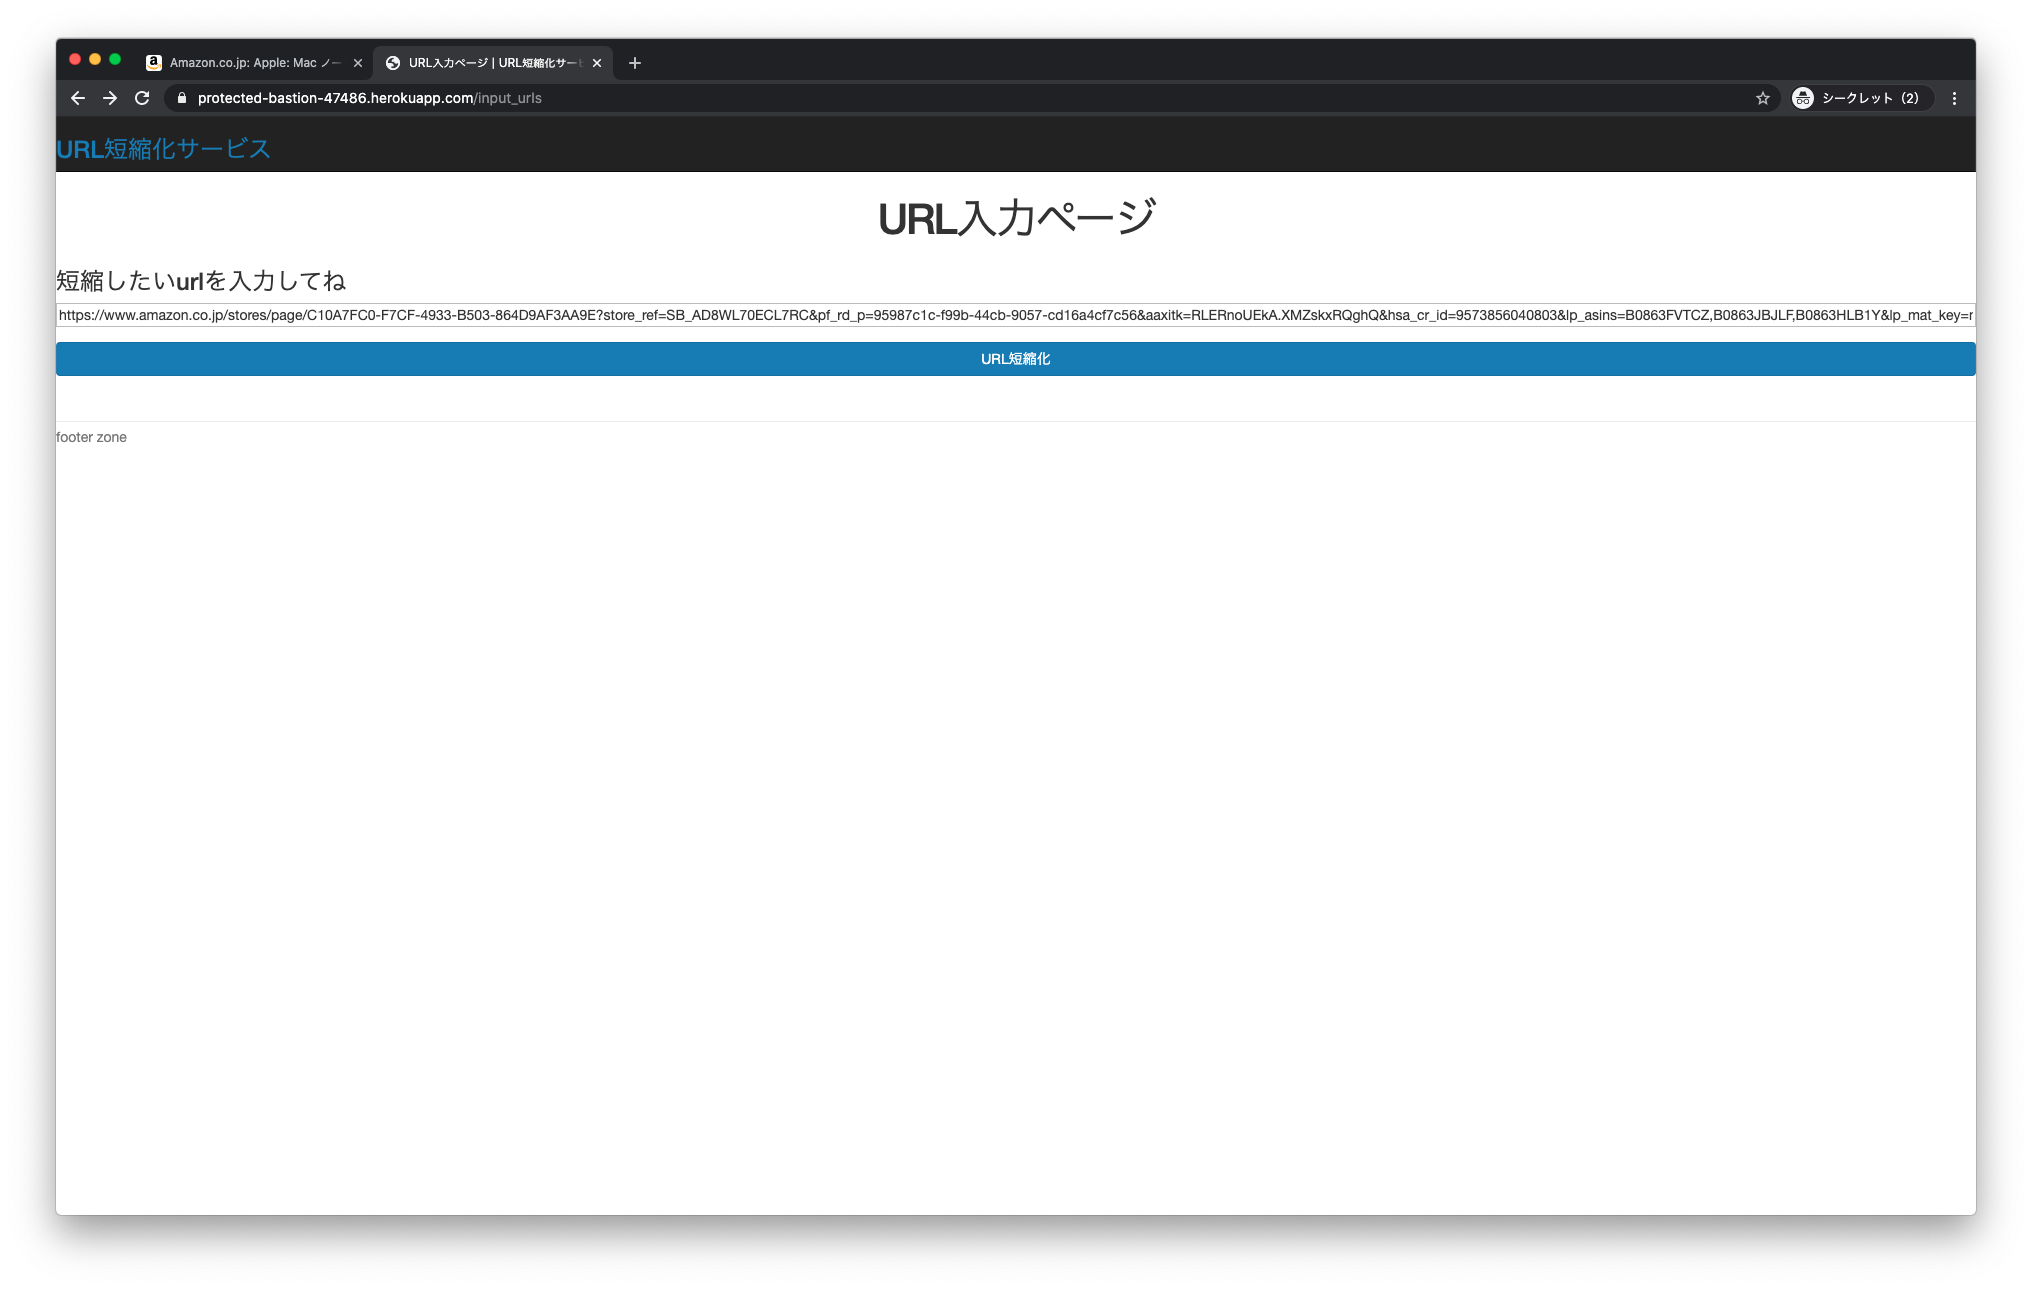 Amazon.co.jp: Apple: Mac ノー
URL入力ページ | URL短縮化サービ
protected-bastion-47486.herokuapp.com/input_urls
シークレット（2）
URL短縮化サービス
URL入力ページ
短縮したいurlを入力してね
https://www.amazon.co.jp/stores/page/C10A7FC0-F7CF-4933-B503-864D9AF3AA9E?store_ref=SB_AD8WL70ECL7RC&pf_rd_p=95987c1c-f99b-44cb-9057-cd16a4cf7c56&aaxitk=RLERnoUEkA.XMZskxRQghQ&hsa_cr_id=9573856040803&lp_asins=B0863FVTCZ,B0863JBJLF,B0863HLB1Y&lp_mat_key=r
URL短縮化
footer zone